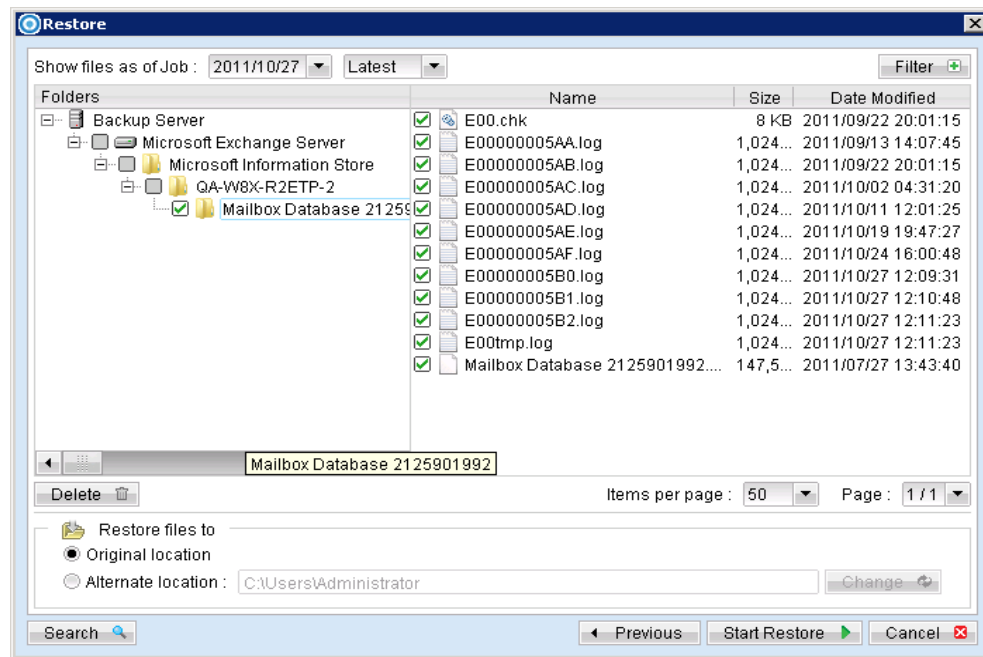 Restore
Show files as of Job : 2011/10/27 Latest Filter
Folders Name Size Date Modified
Backup Server
Microsoft Exchange Server
Microsoft Information Store
QA-W8X-R2ETP-2
Mailbox Database 21259
E00.chk 8 KB 2011/09/22 20:01:15
E00000005AA.log 1,024... 2011/09/13 14:07:45
E00000005AB.log 1,024... 2011/09/22 20:01:15
E00000005AC.log 1,024... 2011/10/02 04:31:20
E00000005AD.log 1,024... 2011/10/11 12:01:25
E00000005AE.log 1,024... 2011/10/19 19:47:27
E00000005AF.log 1,024... 2011/10/24 16:00:48
E00000005B0.log 1,024... 2011/10/27 12:09:31
E00000005B1.log 1,024... 2011/10/27 12:10:48
E00000005B2.log 1,024... 2011/10/27 12:11:23
E00tmp.log 1,024... 2011/10/27 12:11:23
Mailbox Database 2125901992.... 147,5... 2011/07/27 13:43:40
Mailbox Database 2125901992
Delete Items per page : 50 Page : 1 / 1
Restore files to
Original location
Alternate location : C:\Users\Administrator Change
Search Previous Start Restore Cancel